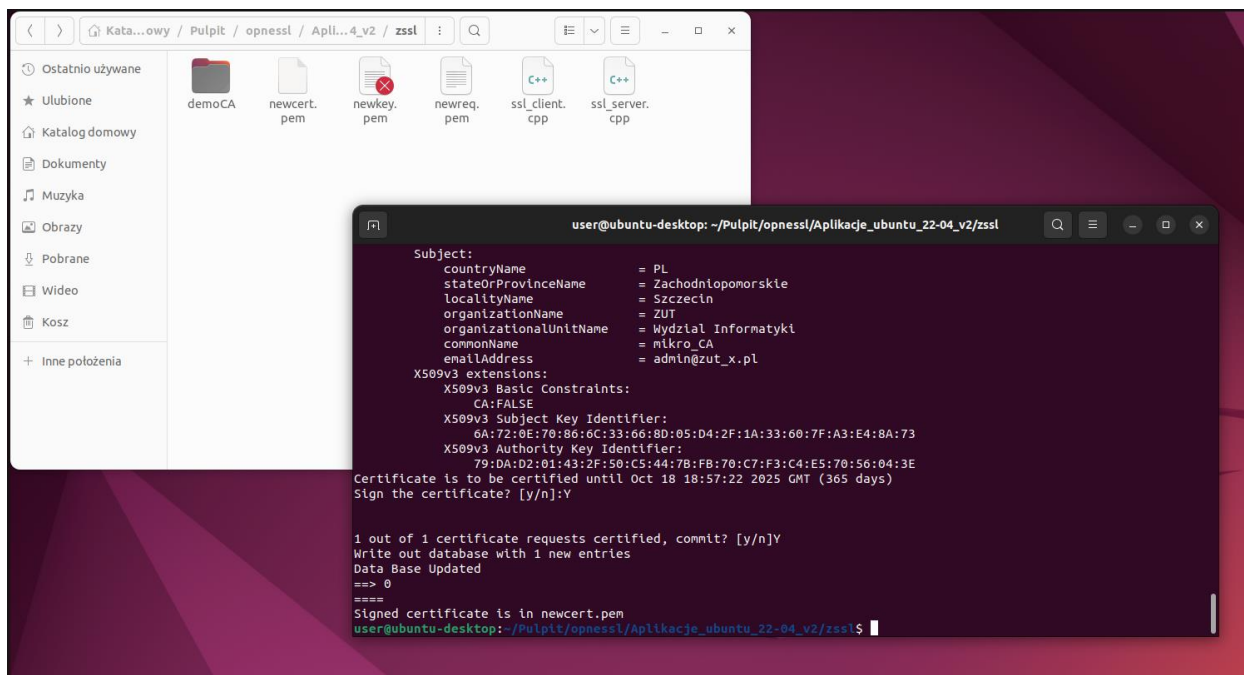 Kata...owy / Pulpit / opnessl / Apli...4_v2 / zssl
Ostatnio używane
Ulubione
Katalog domowy
Dokumenty
Muzyka
Obrazy
Pobrane
Wideo
Kosz
+ Inne położenia
C++ C++
demoCA newcert. newkey. newreq. ssl_client. ssl_server.
pem pem pem cpp cpp
user@ubuntu-desktop: ~/Pulpit/opnessl/Aplikacje_ubuntu_22-04_v2/zssl
Subject:
countryName = PL
stateOrProvinceName = Zachodniopomorskie
localityName = Szczecin
organizationName = ZUT
organizationalUnitName = Wydzial Informatyki
commonName = mikro_CA
emailAddress = admin@zut_x.pl
X509v3 extensions:
X509v3 Basic Constraints:
CA:FALSE
X509v3 Subject Key Identifier:
6A:72:0E:70:86:6C:33:66:8D:05:D4:2F:1A:33:60:7F:A3:E4:8A:73
X509v3 Authority Key Identifier:
79:DA:D2:01:43:2F:50:C5:44:7B:FB:70:C7:F3:C4:E5:70:56:04:3E
Certificate is to be certified until Oct 18 18:57:22 2025 GMT (365 days)
Sign the certificate? [y/n]:Y
1 out of 1 certificate requests certified, commit? [y/n]Y
Write out database with 1 new entries
Data Base Updated
==> 0
====
Signed certificate is in newcert.pem
user@ubuntu-desktop:~/Pulpit/opnessl/Aplikacje_ubuntu_22-04_v2/zssl$